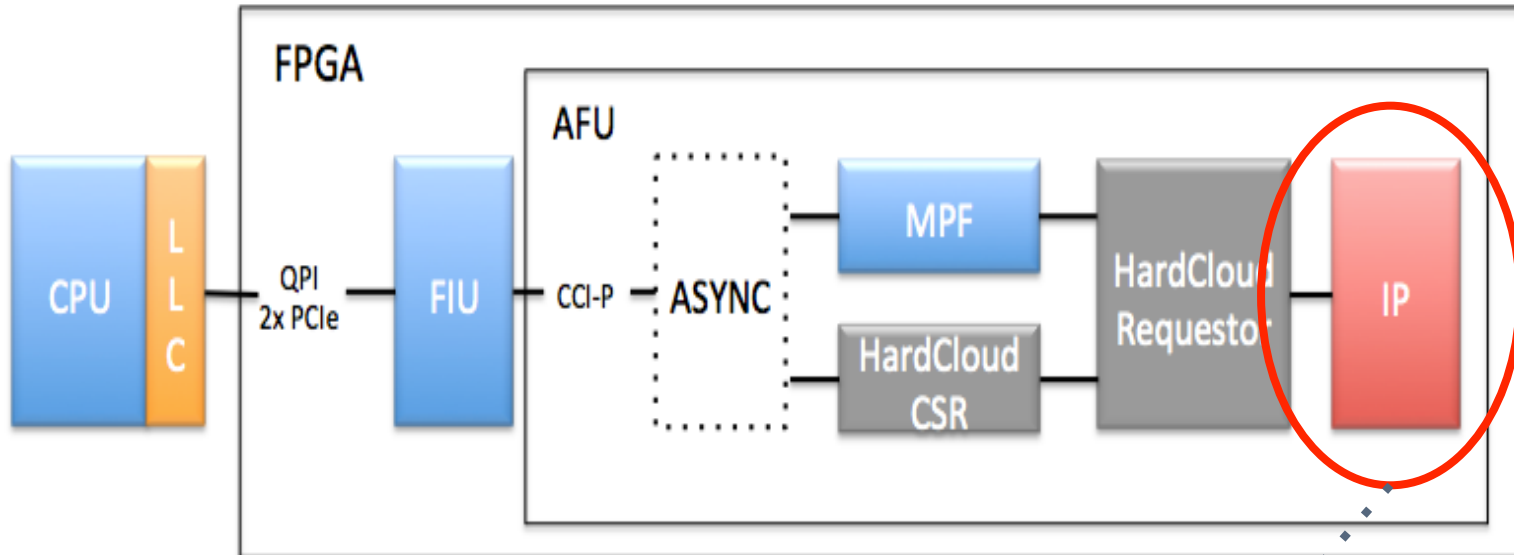 FPGA
AFU
CPU
L
L
C
QPI
2x PCIe
FIU
CCI-P
ASYNC
MPF
HardCloud
CSR
HardCloud
Requestor
IP